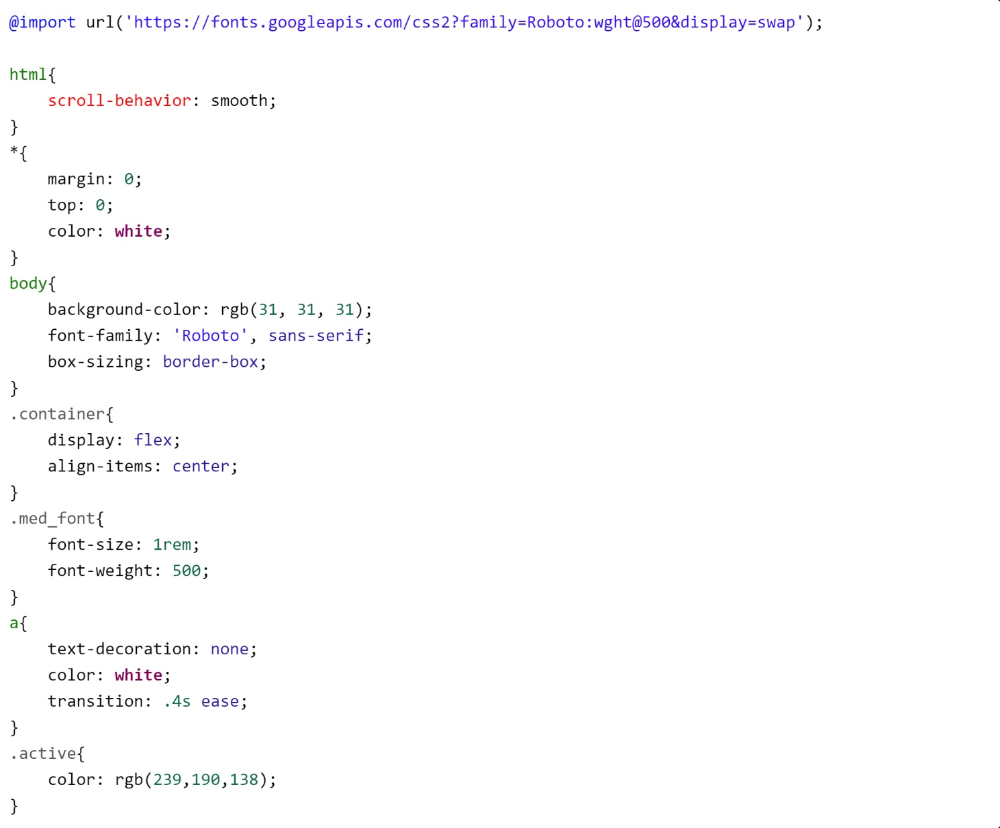 @import url('https://fonts.googleapis.com/css2?family=Roboto:wght@500&display=swap');

html{
    scroll-behavior: smooth;
}
*{
    margin: 0;
    top: 0;
    color: white;
}
body{
    background-color: rgb(31, 31, 31);
    font-family: 'Roboto', sans-serif;
    box-sizing: border-box;
}
.container{
    display: flex;
    align-items: center;
}
.med_font{
    font-size: 1rem;
    font-weight: 500;
}
a{
    text-decoration: none;
    color: white;
    transition: .4s ease;
}
.active{
    color: rgb(239,190,138);
}